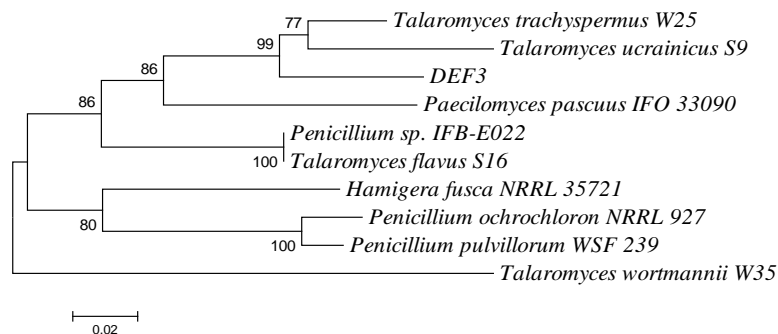 77
Talaromyces trachyspermus W25
99
Talaromyces ucrainicus S9
86
DEF3
86
Paecilomyces pascuus IFO 33090
Penicillium sp. IFB-E022
100
Talaromyces flavus S16
Hamigera fusca NRRL 35721
80
Penicillium ochrochloron NRRL 927
100
Penicillium pulvillorum WSF 239
Talaromyces wortmannii W35
0.02